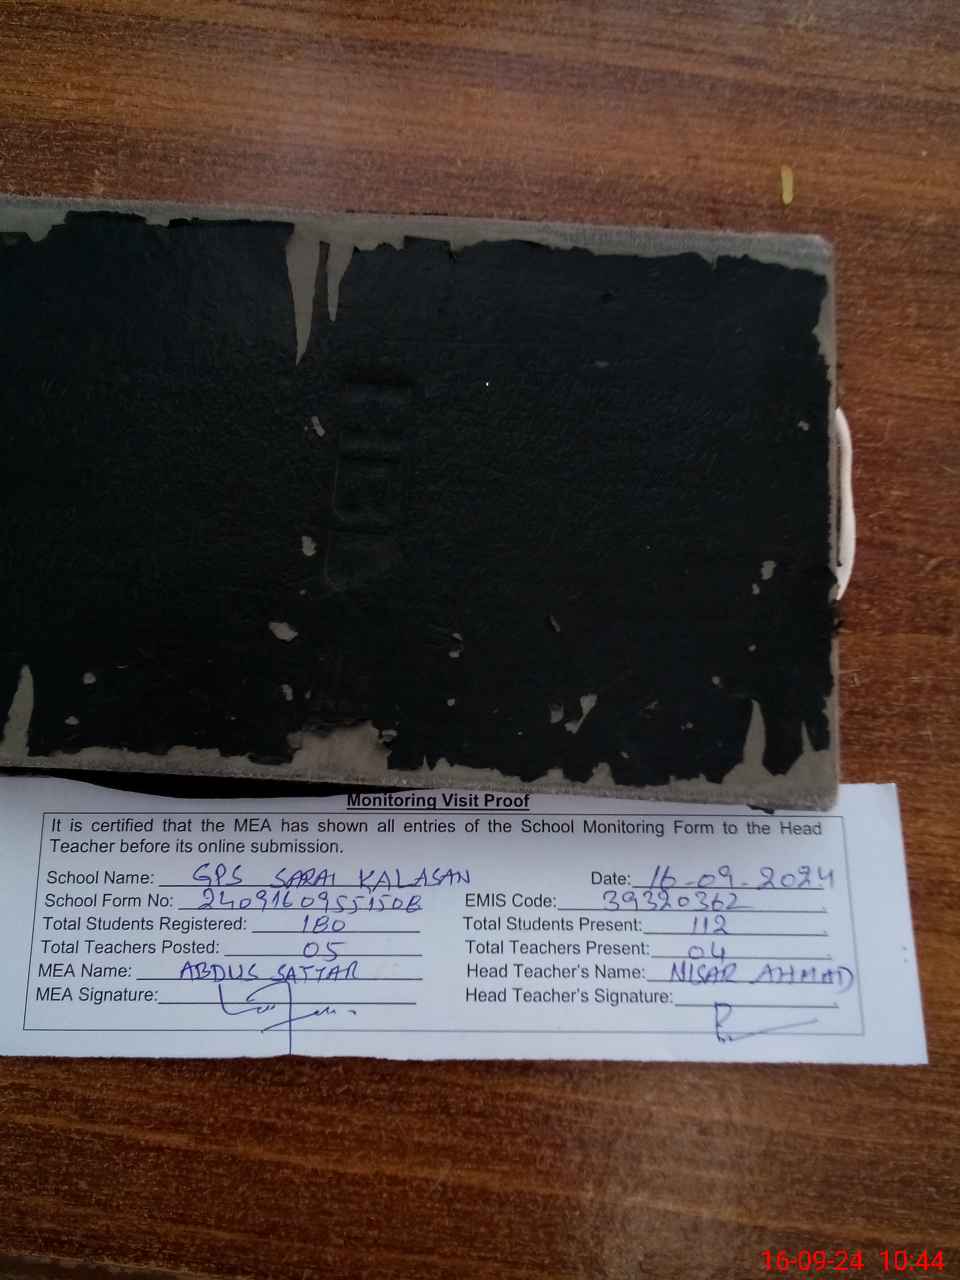 Monitoring Visit Proof
It is certified that the MEA has shown all entries of the School Monitoring Form to the Head
Teacher before its online submission.
School Name: GPS SARAI KALASAN Date: 16-09-2024
School Form No: EMIS Code: 39320362
Total Students Registered: 180 Total Students Present: 112
Total Teachers Posted: 05 Total Teachers Present: 04
MEA Name: ABDUS SATTAR Head Teacher's Name: NISAR AHMAD
MEA Signature: Head Teacher's Signature:
16-09-24 10:44